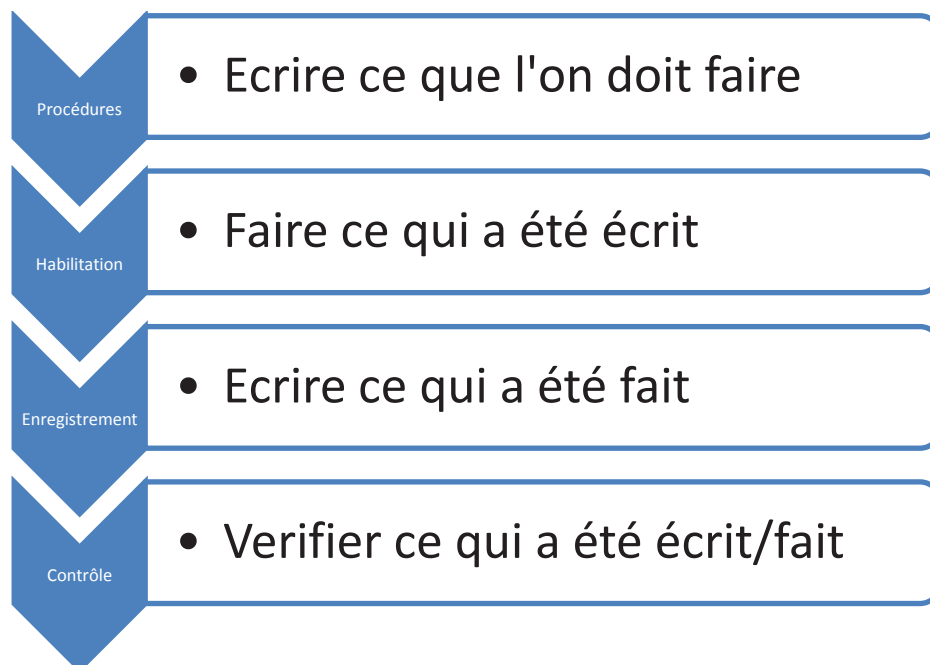 Procédures
• Ecrire ce que l'on doit faire
Habilitation
• Faire ce qui a été écrit
Enregistrement
• Ecrire ce qui a été fait
Contrôle
• Verifier ce qui a été écrit/fait